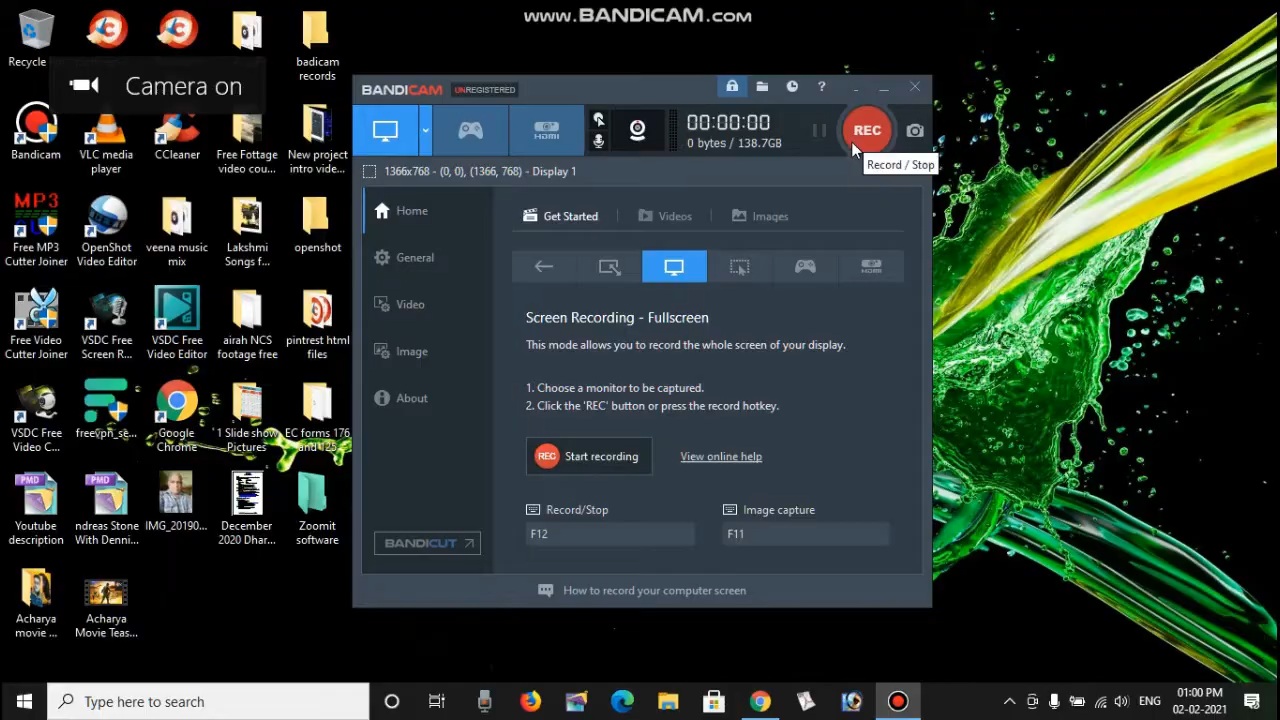 www.BANDICAM.com
Recycle
badicam
records
Camera on
Bandicam
VLC media
player
CCleaner
Free Fottage
video cou...
New project
intro vide...
Free MP3
Cutter Joiner
OpenShot
Video Editor
veena music
mix
Lakshmi
Songs f...
openshot
Free Video
Cutter Joiner
VSDC Free
Screen R...
VSDC Free
Video Editor
airah NCS
footage free
pintrest html
files
VSDC Free
Video C...
freevpn_se...
Google
Chrome
1 Slide show
Pictures
EC forms 176
and 125
Youtube
description
ndreas Stone
With Denni...
IMG_20190...
December
2020 Dhar...
Zoomit
software
Acharya
movie ...
Acharya
Movie Teas...
MP3
PMD
PMD
BANDICAM UNREGISTERED
?
HDMI
00:00:00
0 bytes / 138.7GB
REC
Record / Stop
1366x768 - (0, 0), (1366, 768) - Display 1
Home
General
Video
Image
About
BANDICUT
Get Started
Videos
Images
HDMI
Screen Recording - Fullscreen
This mode allows you to record the whole screen of your display.
1. Choose a monitor to be captured.
2. Click the 'REC' button or press the record hotkey.
REC Start recording
View online help
Record/Stop
Image capture
F12
F11
How to record your computer screen
Type here to search
ENG
01:00 PM
02-02-2021